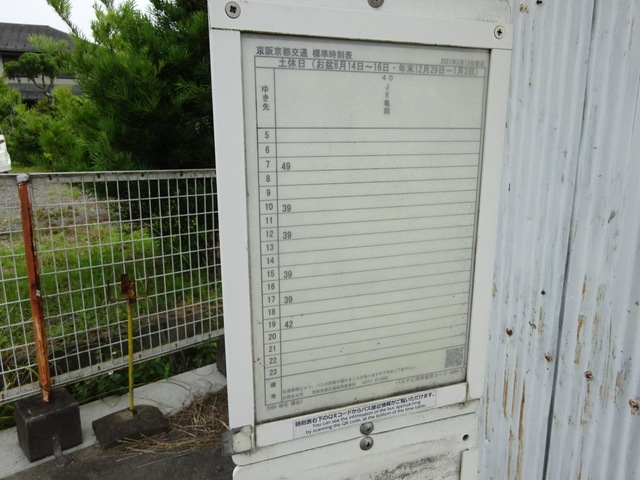 京阪京都交通 標準時刻表
土休日(お盆8月14日~16日・年末12月29日~1月3日)
ゆき先
40
JR亀岡
5
6
7 49
8
9
10 39
11
12 39
13
14
15 39
16
17 39
18
19 42
20
21
22
23
備考
時刻表右下のQRコードからバス接近情報がご覧いただけます。
You can see the information of the bus approaching
by scanning the QR code, at the bottom of the time table.